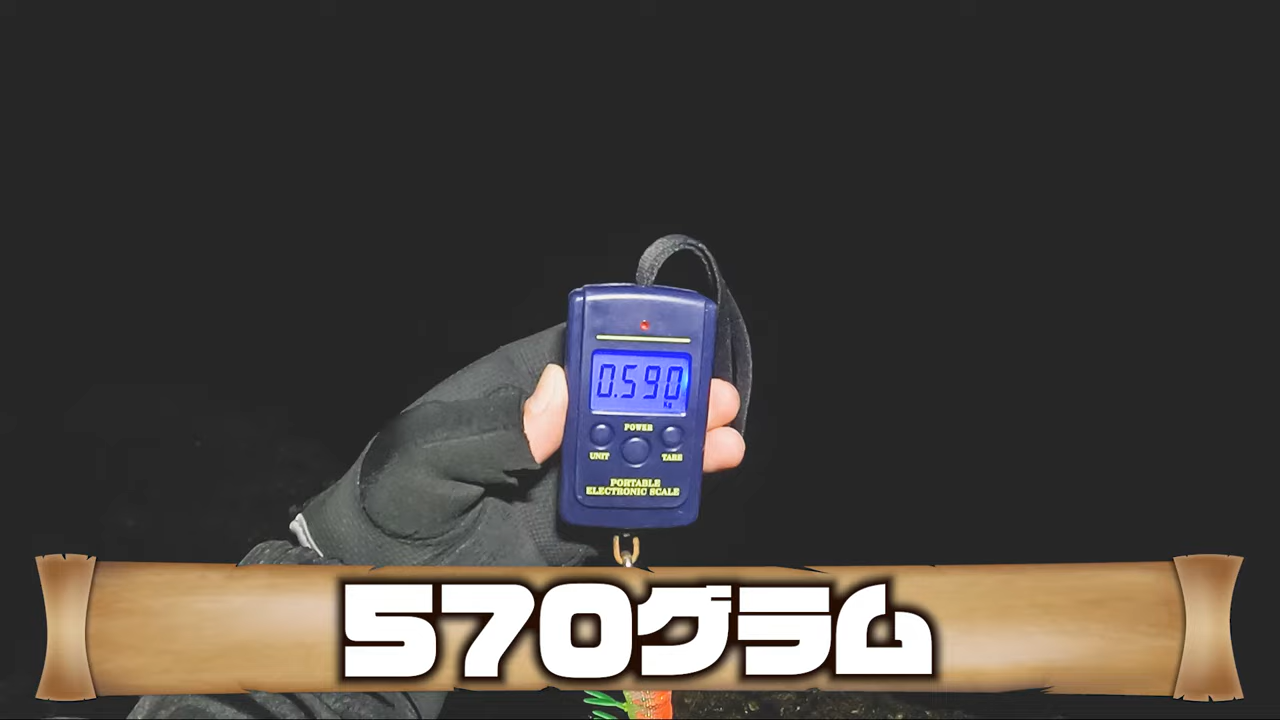 0.590
kg
POWER
UNIT
TARE
PORTABLE
ELECTRONIC SCALE
570グラム